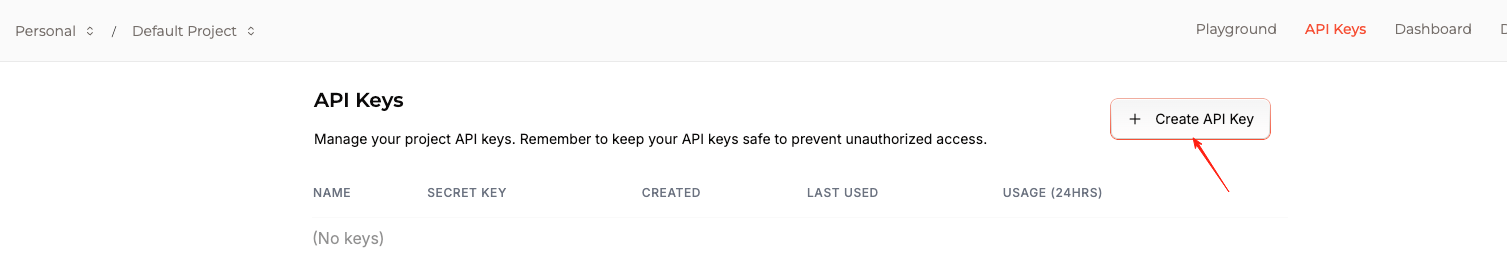 Personal / Default Project Playground API Keys Dashboard
API Keys
+ Create API Key
Manage your project API keys. Remember to keep your API keys safe to prevent unauthorized access.
NAME SECRET KEY CREATED LAST USED USAGE (24HRS)
(No keys)